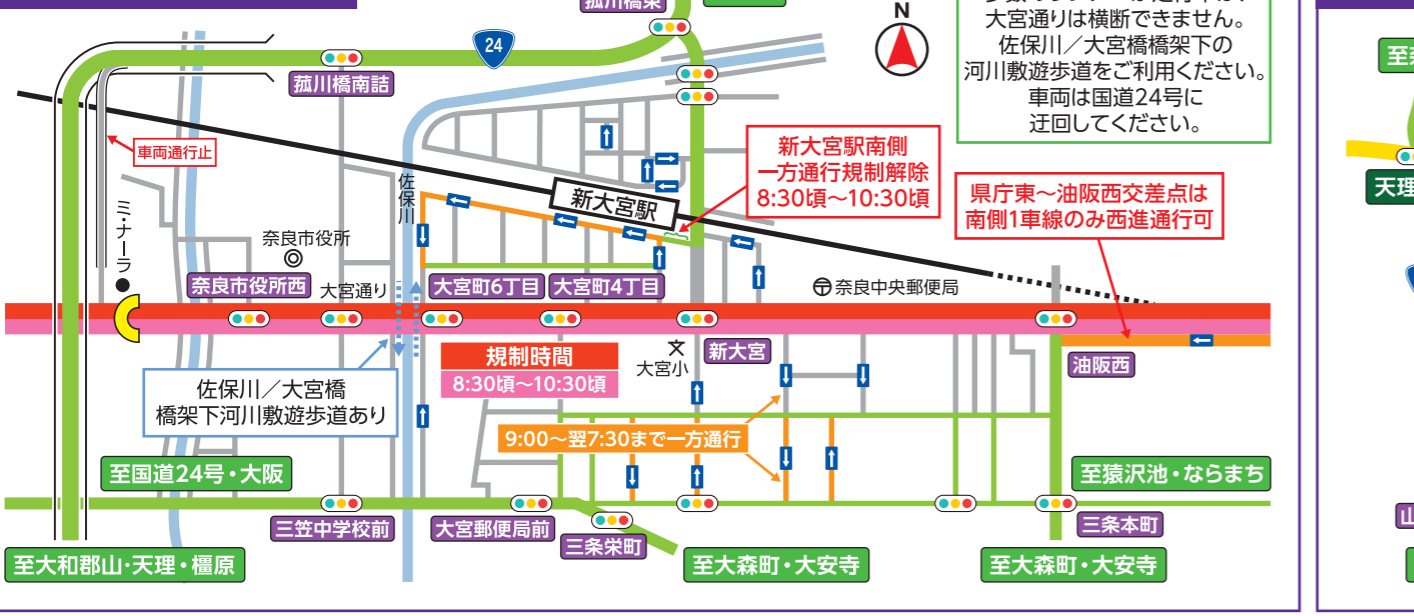 菰川橋東
24
N
大宮通りは横断できません。
佐保川／大宮橋橋架下の
河川敷遊歩道をご利用ください。
車両は国道24号に
迂回してください。
菰川橋南詰
車両通行止
佐保川
新大宮駅
新大宮駅南側
一方通行規制解除
8:30頃～10:30頃
県庁東～油阪西交差点は
南側1車線のみ西進通行可
ミ・ナーラ
奈良市役所
奈良市役所西
大宮通り
大宮町6丁目
大宮町4丁目
奈良中央郵便局
規制時間
8:30頃～10:30頃
文
大宮小
新大宮
油阪西
佐保川／大宮橋
橋架下河川敷遊歩道あり
9:00～翌7:30まで一方通行
至国道24号・大阪
至猿沢池・ならまち
三笠中学校前
大宮郵便局前
三条栄町
三条本町
至大和郡山・天理・橿原
至大森町・大安寺
至大森町・大安寺
天理